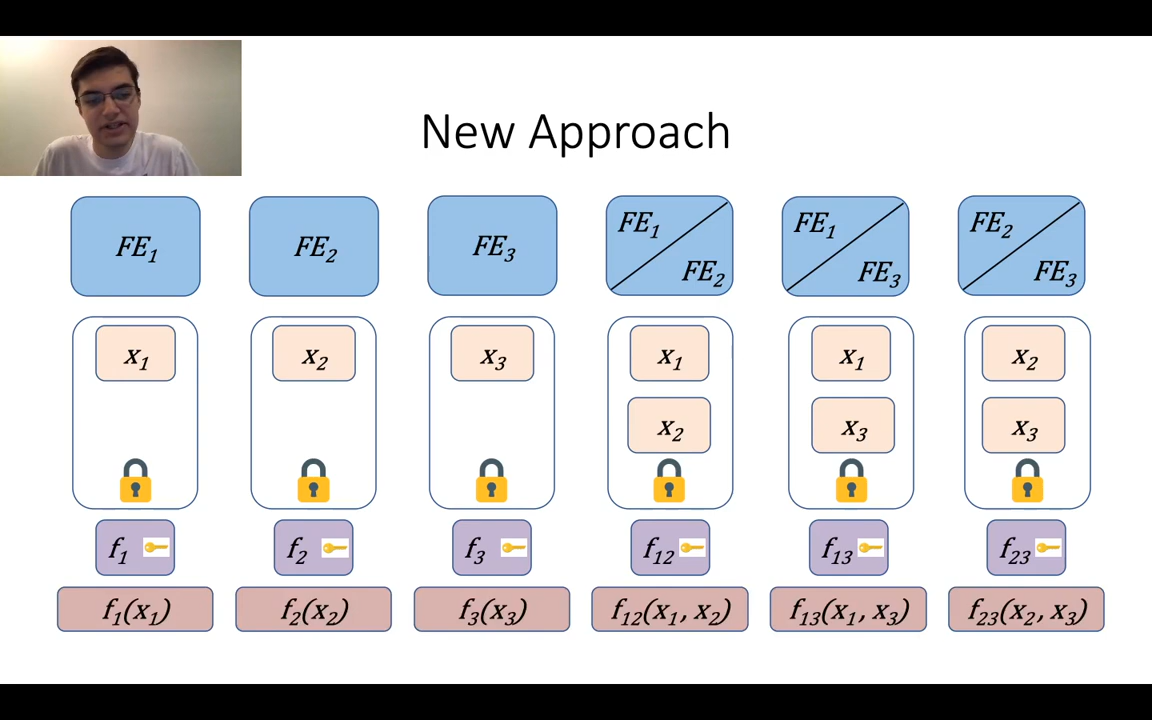 New Approach
FE₁ FE₂ FE₃ FE₁ FE₂ FE₁ FE₃ FE₂ FE₃
x₁ x₂ x₃ x₁ x₁ x₂
x₂ x₃ x₃
f₁ f₂ f₃ f₁₂ f₁₃ f₂₃
f₁(x₁) f₂(x₂) f₃(x₃) f₁₂(x₁, x₂) f₁₃(x₁, x₃) f₂₃(x₂, x₃)